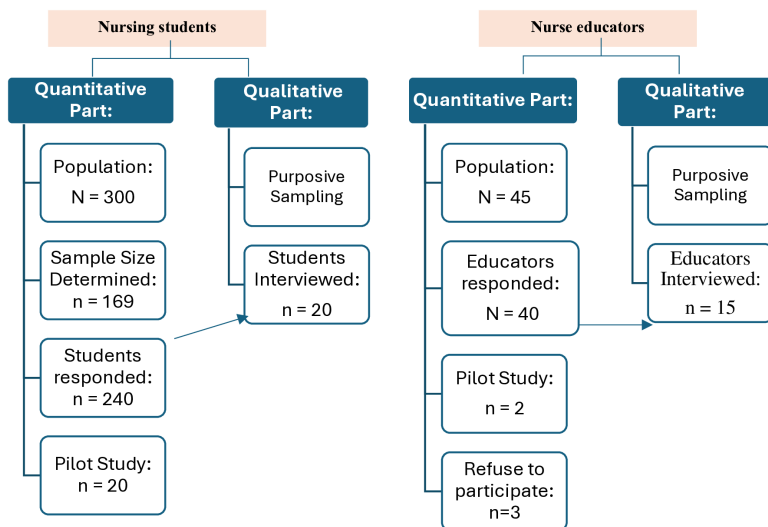 Nursing students
Quantitative
Part:
Population:
N = 300
Sample Size
Determined:
n = 169
Students
responded:
n = 240
Pilot Study:
n = 20
Qualitative
Part:
Purposive
Sampling
Students
Interviewed:
n = 20
Nurse educators
Quantitative Part:
Population:
N = 45
Educators
responded:
N = 40
Pilot Study:
n = 2
Refuse to
participate:
n=3
Qualitative
Part:
Purposive
Sampling
Educators
Interviewed:
n = 15